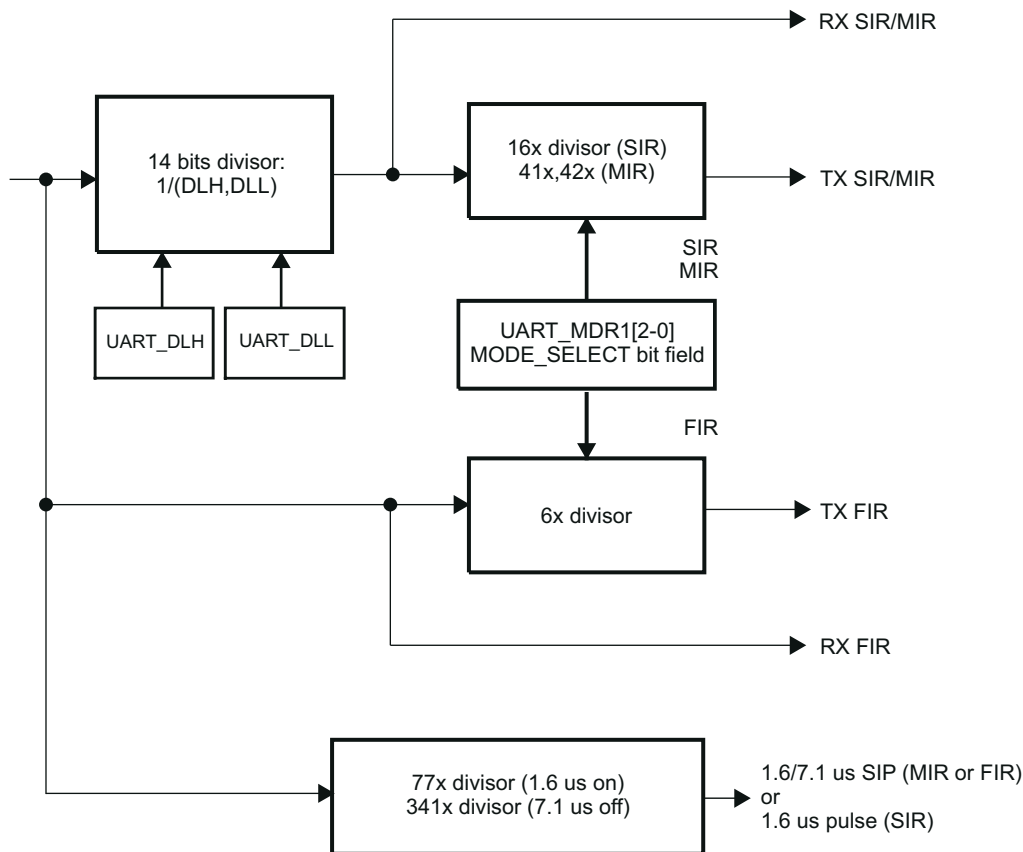 RX SIR/MIR
14 bits divisor:
1/(DLH,DLL)
16x divisor (SIR)
41x,42x (MIR)
TX SIR/MIR
SIR
MIR
UART_DLH
UART_DLL
UART_MDR1[2-0]
MODE_SELECT bit field
FIR
6x divisor
TX FIR
RX FIR
77x divisor (1.6 us on)
341x divisor (7.1 us off)
1.6/7.1 us SIP (MIR or FIR)
or
1.6 us pulse (SIR)